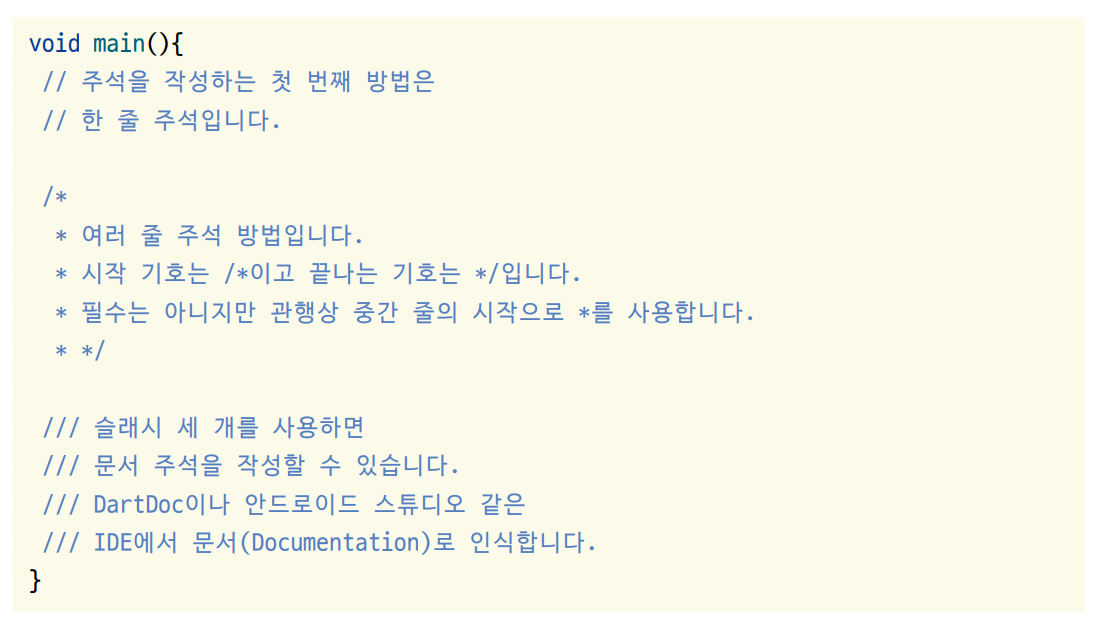 void main(){
// 주석을 작성하는 첫 번째 방법은
// 한 줄 주석입니다.
/*
* 여러 줄 주석 방법입니다.
* 시작 기호는 /*이고 끝나는 기호는 */입니다.
* 필수는 아니지만 관행상 중간 줄의 시작으로 *를 사용합니다.
* */
/// 슬래시 세 개를 사용하면
/// 문서 주석을 작성할 수 있습니다.
/// DartDoc이나 안드로이드 스튜디오 같은
/// IDE에서 문서(Documentation)로 인식합니다.
}